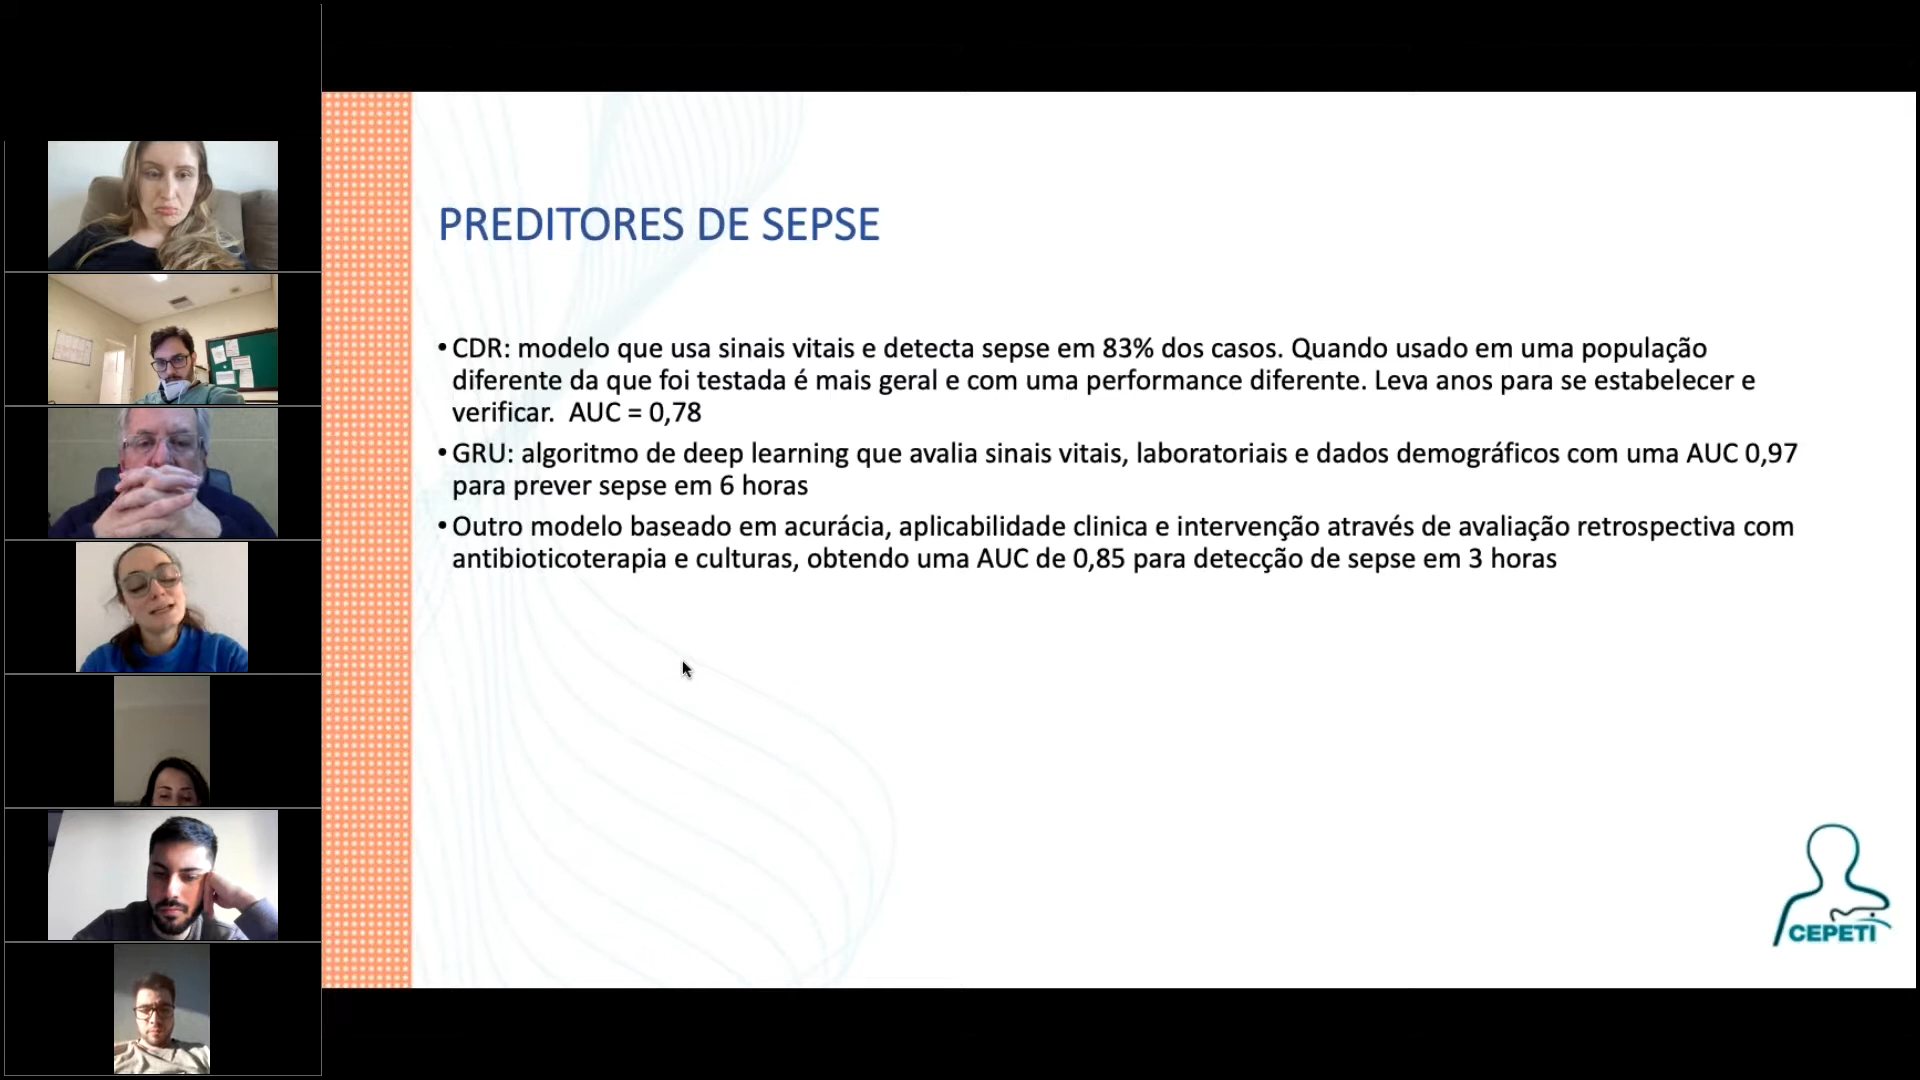 PREDITORES DE SEPSE
• CDR: modelo que usa sinais vitais e detecta sepse em 83% dos casos. Quando usado em uma população
diferente da que foi testada é mais geral e com uma performance diferente. Leva anos para se estabelecer e
verificar.  AUC = 0,78
• GRU: algoritmo de deep learning que avalia sinais vitais, laboratoriais e dados demográficos com uma AUC 0,97
para prever sepse em 6 horas
• Outro modelo baseado em acurácia, aplicabilidade clinica e intervenção através de avaliação retrospectiva com
antibioticoterapia e culturas, obtendo uma AUC de 0,85 para detecção de sepse em 3 horas
CEPETI